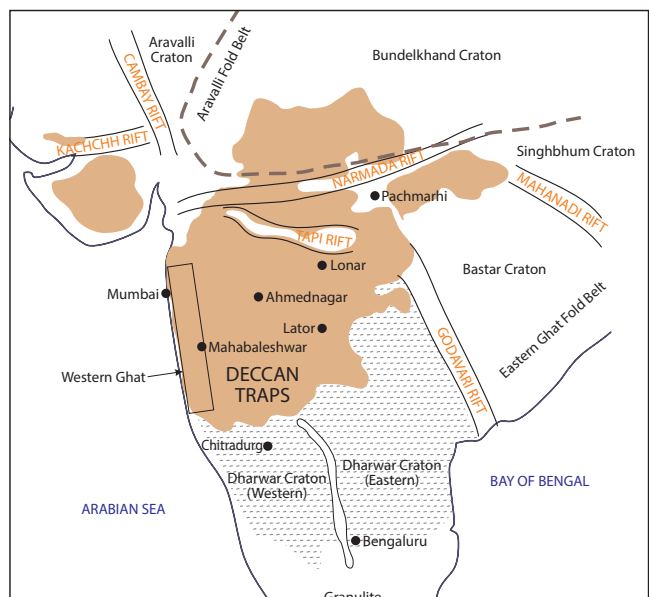 Aravalli
Craton
CAMBAY RIFT
Aravalli Fold Belt
Bundelkhand Craton
KACHCHH RIFT
NARMADA RIFT
Singhbhum Craton
Pachmarhi
MAHANADI RIFT
TAPI RIFT
Lonar
Bastar Craton
Mumbai
Ahmednagar
Eastern Ghat Fold Belt
Lator
GODAVARI RIFT
Mahabaleshwar
Western Ghat
DECCAN
TRAPS
Chitradurg
Dharwar Craton
(Western)
Dharwar Craton
(Eastern)
BAY OF BENGAL
ARABIAN SEA
Bengaluru
Granulite